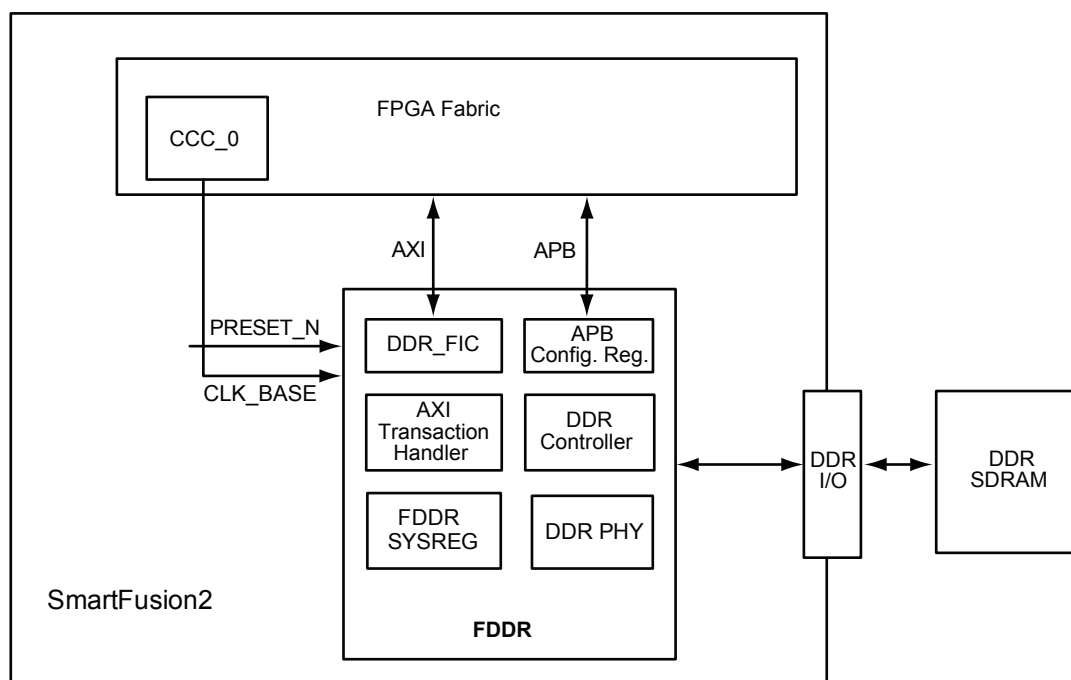 FPGA Fabric
CCC_0
AXI
APB
PRESET_N
CLK_BASE
DDR_FIC
APB
Config. Reg.
AXI
Transaction
Handler
DDR
Controller
FDDR
SYSREG
DDR PHY
FDDR
DDR
I/O
DDR
SDRAM
SmartFusion2